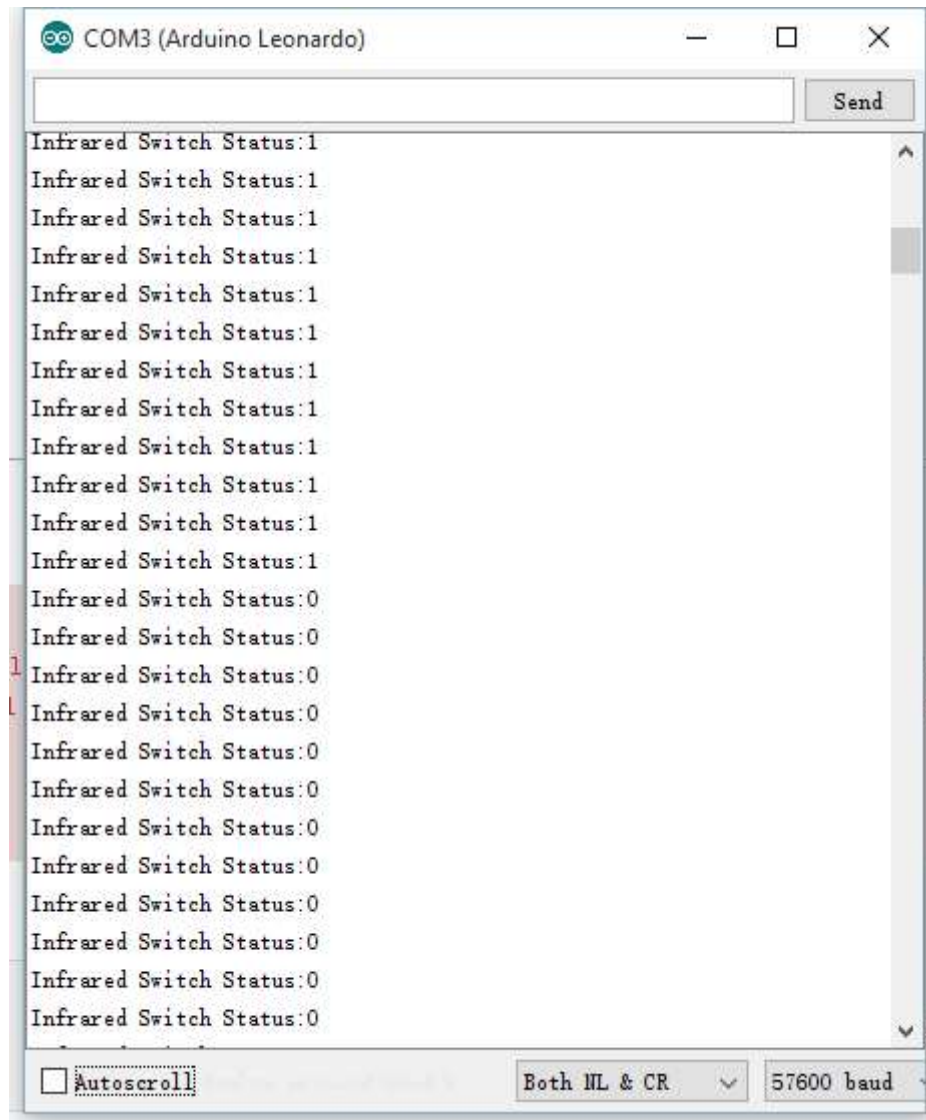 COM3 (Arduino Leonardo)
Send
Infrared Switch Status:1
Infrared Switch Status:1
Infrared Switch Status:1
Infrared Switch Status:1
Infrared Switch Status:1
Infrared Switch Status:1
Infrared Switch Status:1
Infrared Switch Status:1
Infrared Switch Status:1
Infrared Switch Status:1
Infrared Switch Status:1
Infrared Switch Status:1
Infrared Switch Status:0
Infrared Switch Status:0
Infrared Switch Status:0
Infrared Switch Status:0
Infrared Switch Status:0
Infrared Switch Status:0
Infrared Switch Status:0
Infrared Switch Status:0
Infrared Switch Status:0
Infrared Switch Status:0
Infrared Switch Status:0
Infrared Switch Status:0
Autoscroll Both NL & CR 57600 baud